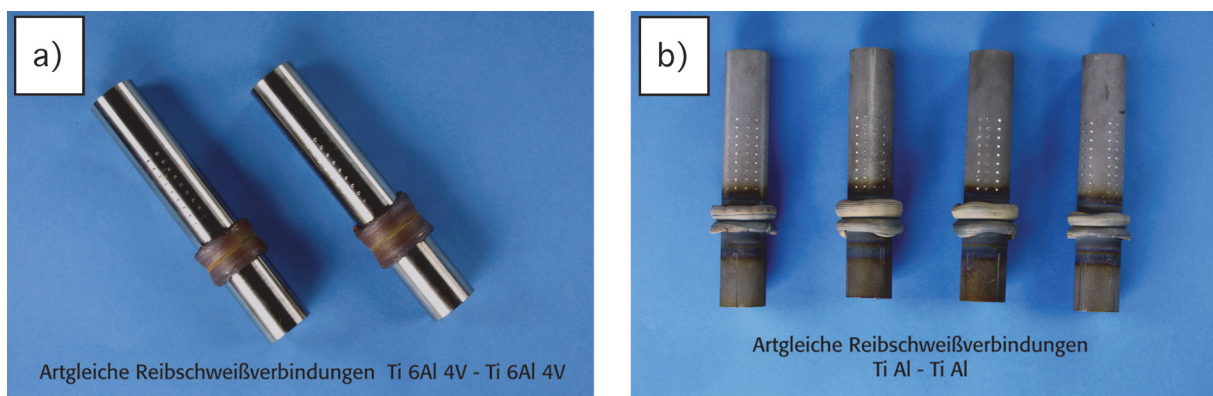 a)
Artgleiche Reibschweißverbindungen Ti 6Al 4V - Ti 6Al 4V
b)
Artgleiche Reibschweißverbindungen
Ti Al - Ti Al